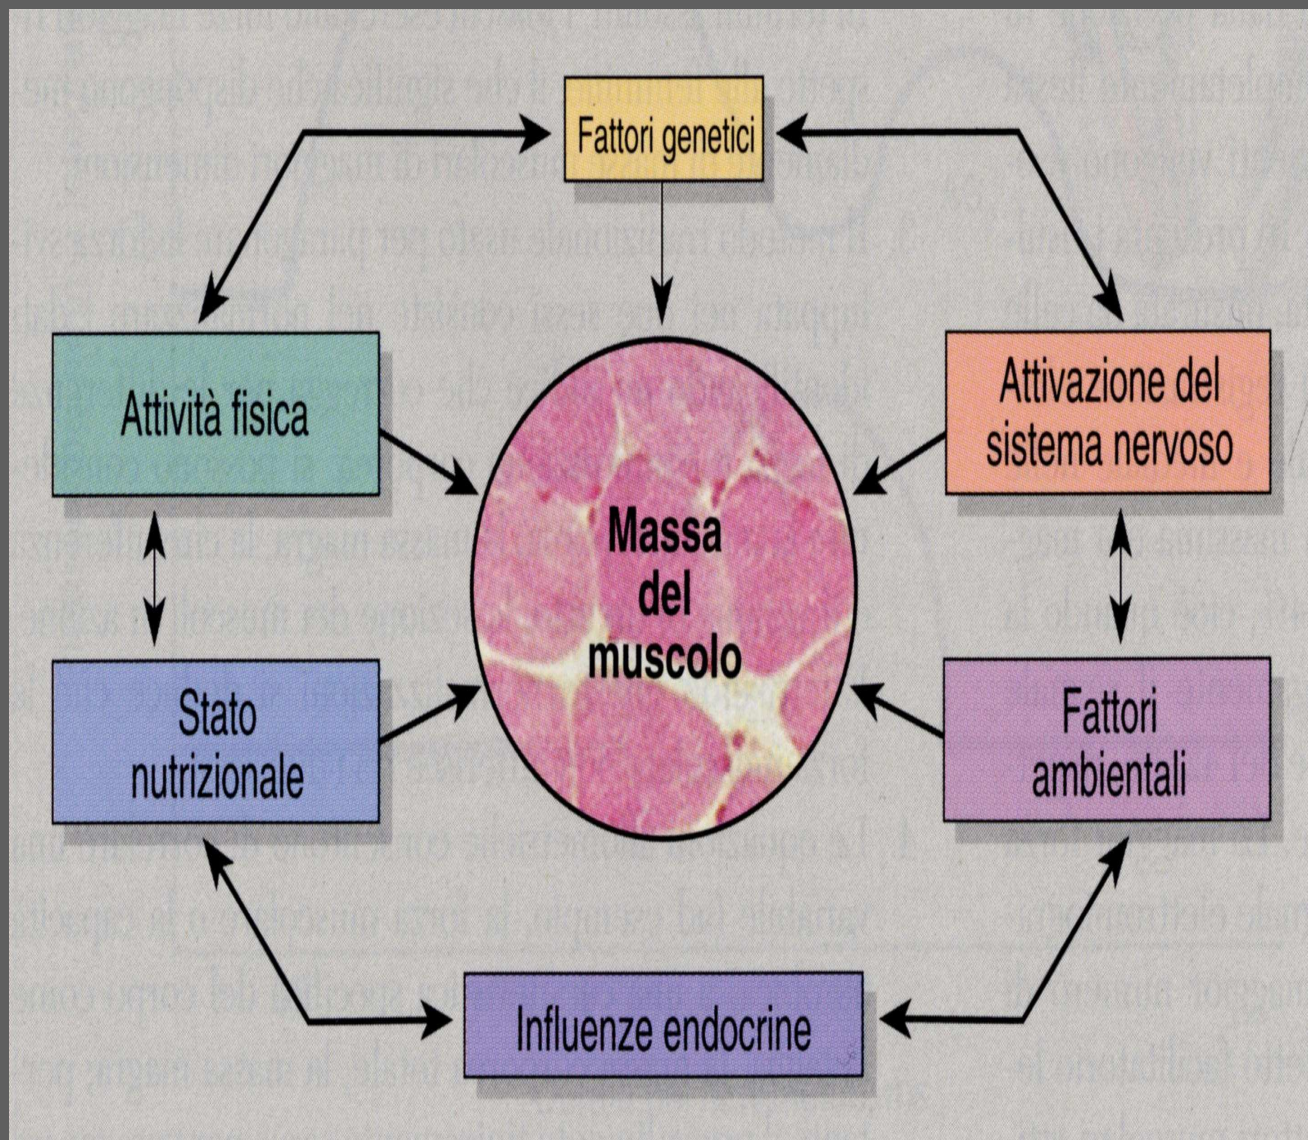 Fattori genetici
Attività fisica
Attivazione del
sistema nervoso
Massa
del
muscolo
Stato
nutrizionale
Fattori
ambientali
Influenze endocrine